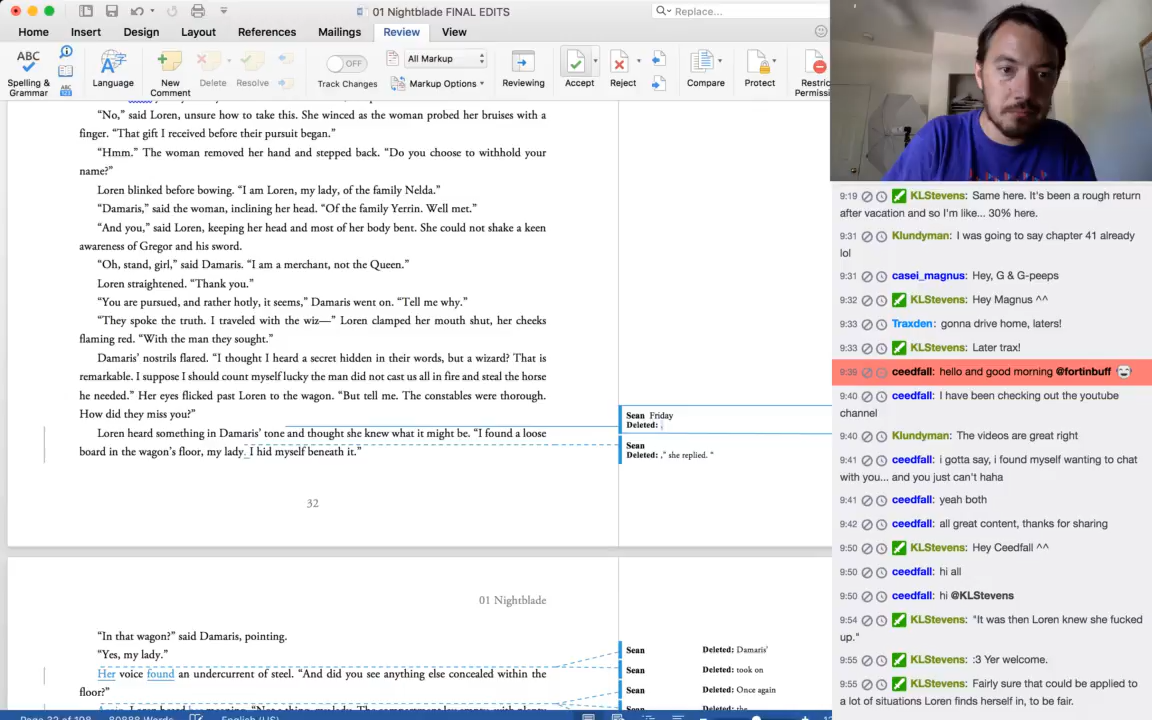 01 Nightblade FINAL EDITS
Replace...
Home Insert Design Layout References Mailings Review View
ABC
Spelling &
Grammar
Language
New
Comment
Delete
Resolve
OFF
Track Changes
All Markup
Markup Options
Reviewing
Accept
Reject
Compare
Protect
Restric
Permissi
“No,” said Loren, unsure how to take this. She winced as the woman probed her bruises with a
finger. “That gift I received before their pursuit began.”
“Hmm.” The woman removed her hand and stepped back. “Do you choose to withhold your
name?”
Loren blinked before bowing. “I am Loren, my lady, of the family Nelda.”
“Damaris,” said the woman, inclining her head. “Of the family Yerrin. Well met.”
“And you,” said Loren, keeping her head and most of her body bent. She could not shake a keen
awareness of Gregor and his sword.
“Oh, stand, girl,” said Damaris. “I am a merchant, not the Queen.”
Loren straightened. “Thank you.”
“You are pursued, and rather hotly, it seems,” Damaris went on. “Tell me why.”
“They spoke the truth. I traveled with the wiz—” Loren clamped her mouth shut, her cheeks
flaming red. “With the man they sought.”
Damaris’ nostrils flared. “I thought I heard a secret hidden in their words, but a wizard? That is
remarkable. I suppose I should count myself lucky the man did not cast us all in fire and steal the horse
he needed.” Her eyes flicked past Loren to the wagon. “But tell me. The constables were thorough.
How did they miss you?”
Loren heard something in Damaris’ tone and thought she knew what it might be. “I found a loose
board in the wagon’s floor, my lady. I hid myself beneath it.”
Sean Friday
Deleted: ,
Sean
Deleted: ,” she replied. “
32
01 Nightblade
“In that wagon?” said Damaris, pointing.
“Yes, my lady.”
Her voice found an undercurrent of steel. “And did you see anything else concealed within the
floor?”
Sean Deleted: Damaris’
Sean Deleted: took on
Sean Deleted: Once again
Deleted: the
Page 32 of 198 80888 Words English (US)
9:19 KLStevens: Same here. It's been a rough return
after vacation and so I'm like... 30% here.
9:31 Klundyman: I was going to say chapter 41 already
lol
9:31 casei_magnus: Hey, G & G-peeps
9:32 KLStevens: Hey Magnus ^^
9:33 Traxden: gonna drive home, laters!
9:33 KLStevens: Later trax!
9:39 ceedfall: hello and good morning @fortinbuff
9:40 ceedfall: I have been checking out the youtube
channel
9:40 Klundyman: The videos are great right
9:41 ceedfall: i gotta say, i found myself wanting to chat
with you... and you just can't haha
9:41 ceedfall: yeah both
9:42 ceedfall: all great content, thanks for sharing
9:50 KLStevens: Hey Ceedfall ^^
9:50 ceedfall: hi all
9:50 ceedfall: hi @KLStevens
9:54 KLStevens: "It was then Loren knew she fucked
up."
9:55 KLStevens: :3 Yer welcome.
9:55 KLStevens: Fairly sure that could be applied to
a lot of situations Loren finds herself in, to be fair.